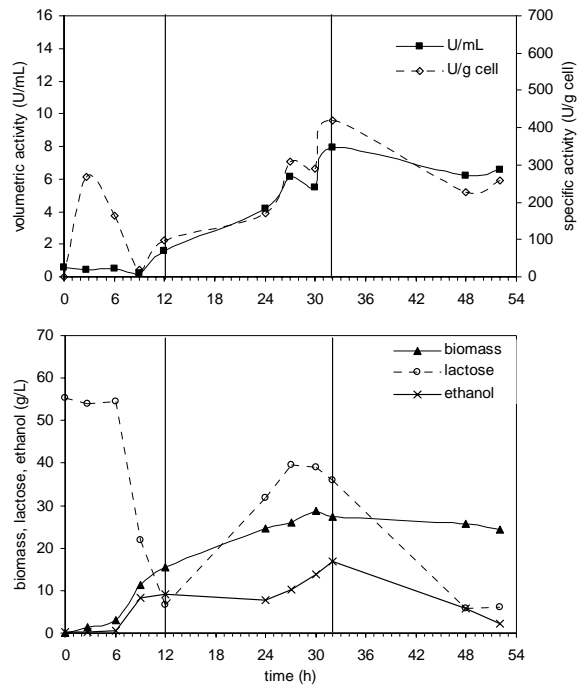 volumetric activity (U/mL)
16
14
12
10
8
6
4
2
0
U/mL
U/g cell
700
600
500
400
300
200
100
0
specific activity (U/g cell)
0 6 12 18 24 30 36 42 48 54
biomass, lactose, ethanol (g/L)
70
60
50
40
30
20
10
0
biomass
lactose
ethanol
0 6 12 18 24 30 36 42 48 54
time (h)